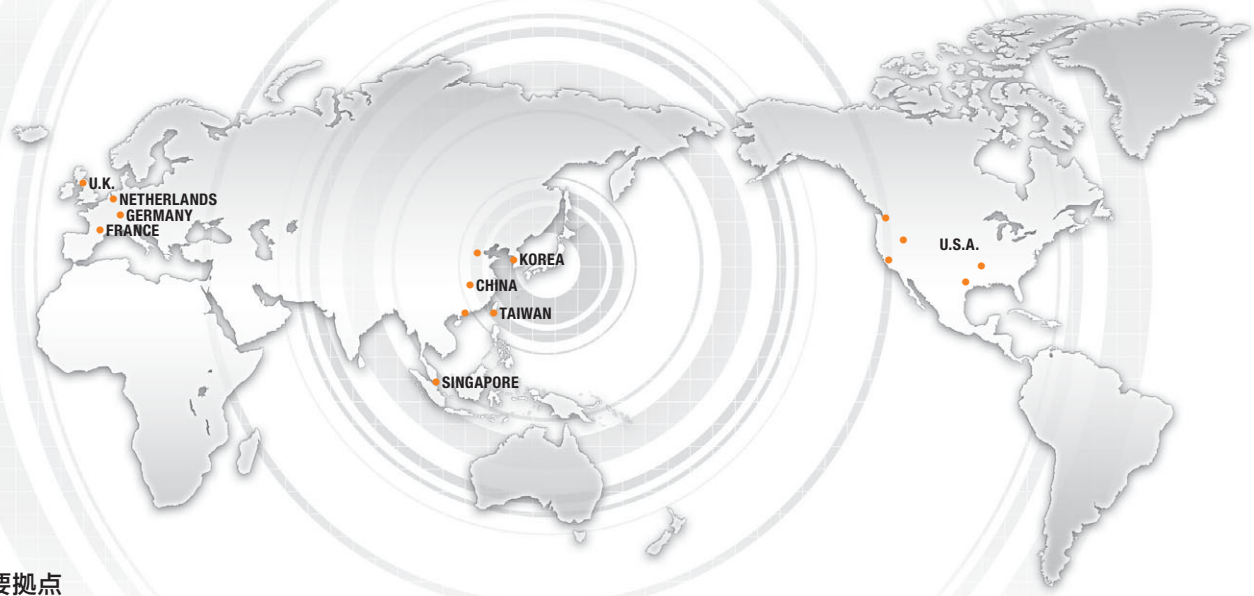 U.K.
NETHERLANDS
GERMANY
FRANCE
KOREA
CHINA
TAIWAN
SINGAPORE
U.S.A.
要拠点